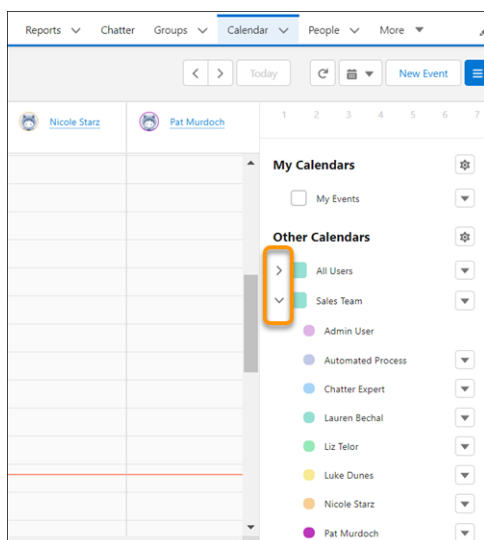 Reports Chatter Groups Calendar People More
Today New Event
Nicole Starz Pat Murdoch 1 2 3 4 5 6 7
My Calendars
My Events
Other Calendars
All Users
Sales Team
Admin User
Automated Process
Chatter Expert
Lauren Bechal
Liz Telor
Luke Dunes
Nicole Starz
Pat Murdoch